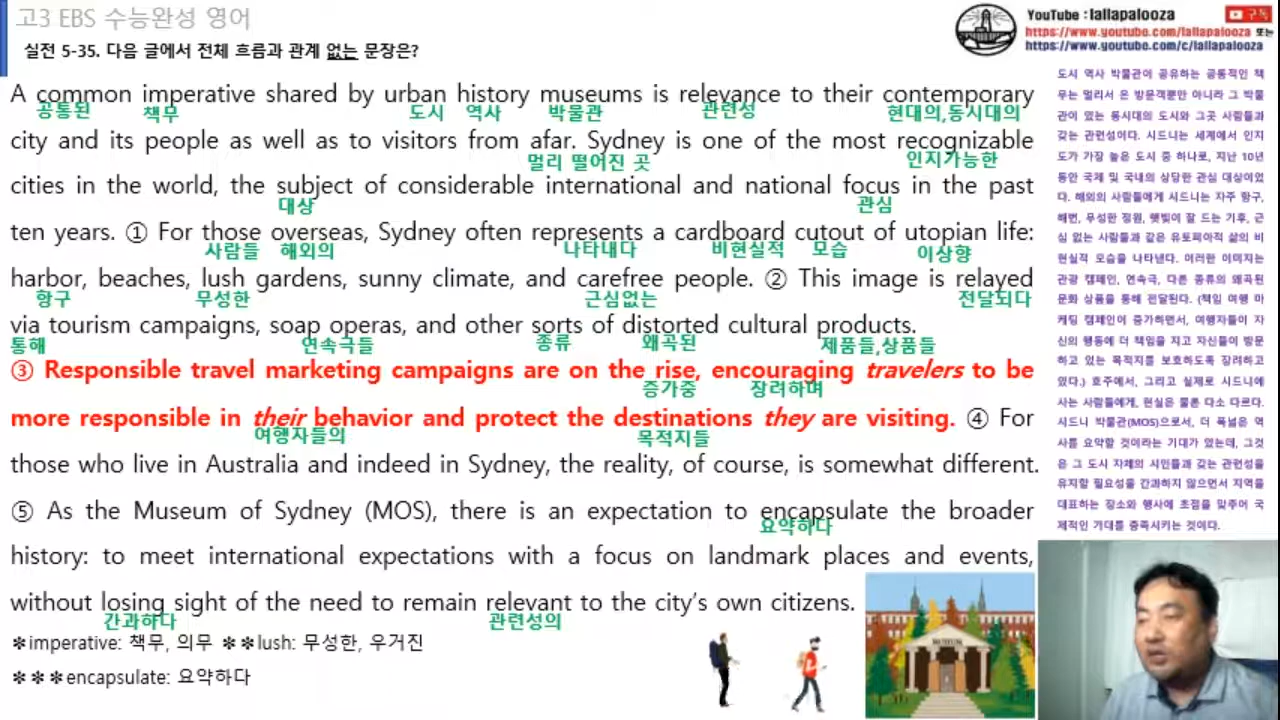 고3 EBS 수능완성 영어
실전 5-35. 다음 글에서 전체 흐름과 관계 없는 문장은?
YouTube : lallapalooza
구독
https://www.youtube.com/lallapalooza 또는
https://www.youtube.com/c/lallapalooza
A common imperative shared by urban history museums is relevance to their contemporary
공통된 책무 도시 역사 박물관 관련성 현대의,동시대의
city and its people as well as to visitors from afar. Sydney is one of the most recognizable
멀리 떨어진 곳 인지가능한
cities in the world, the subject of considerable international and national focus in the past
대상 관심
ten years. ① For those overseas, Sydney often represents a cardboard cutout of utopian life:
사람들 해외의 나타내다 비현실적 모습 이상향
harbor, beaches, lush gardens, sunny climate, and carefree people. ② This image is relayed
항구 무성한 근심없는 전달되다
via tourism campaigns, soap operas, and other sorts of distorted cultural products.
통해 연속극들 종류 왜곡된 제품들,상품들
③ Responsible travel marketing campaigns are on the rise, encouraging travelers to be
증가중 장려하며
more responsible in their behavior and protect the destinations they are visiting. ④ For
여행자들의 목적지들
those who live in Australia and indeed in Sydney, the reality, of course, is somewhat different.
⑤ As the Museum of Sydney (MOS), there is an expectation to encapsulate the broader
요약하다
history: to meet international expectations with a focus on landmark places and events,
without losing sight of the need to remain relevant to the city's own citizens.
간과하다 관련성의
＊imperative: 책무, 의무 ＊＊lush: 무성한, 우거진
＊＊＊encapsulate: 요약하다
도시 역사 박물관이 공유하는 공통적인 책
무는 멀리서 온 방문객뿐만 아니라 그 박물
관이 있는 동시대의 도시와 그곳 사람들과
갖는 관련성이다. 시드니는 세계에서 인지
도가 가장 높은 도시 중 하나로, 지난 10년
동안 국제 및 국내의 상당한 관심 대상이었
다. 해외의 사람들에게 시드니는 자주 항구,
해변, 무성한 정원, 햇빛이 잘 드는 기후, 근
심 없는 사람들과 같은 유토피아적 삶의 비
현실적 모습을 나타낸다. 이러한 이미지는
관광 캠페인, 연속극, 다른 종류의 왜곡된
문화 상품을 통해 전달된다. (책임 여행 마
케팅 캠페인이 증가하면서, 여행자들이 자
신의 행동에 더 책임을 지고 자신들이 방문
하고 있는 목적지를 보호하도록 장려하고
있다.) 호주에서, 그리고 실제로 시드니에
사는 사람들에게, 현실은 물론 다소 다르다.
시드니 박물관(MOS)으로서, 더 폭넓은 역
사를 요약할 것이라는 기대가 있는데, 그것
은 그 도시 자체의 시민들과 갖는 관련성을
유지할 필요성을 간과하지 않으면서 지역을
대표하는 장소와 행사에 초점을 맞추어 국
제적인 기대를 충족시키는 것이다.